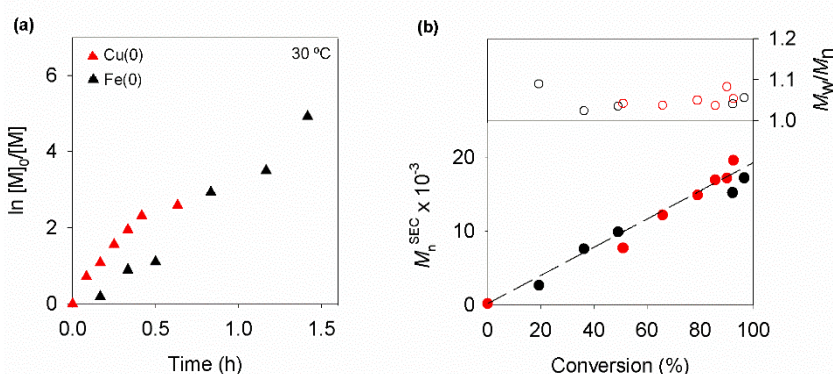 (a)
Cu(0)
Fe(0)
30 ºC
ln [M]₀/[M]
6
4
2
0
0.0 0.5 1.0 1.5
Time (h)
(b)
1.2
1.1
1.0
Mw/Mn
20
10
0
MnSEC x 10⁻³
0 20 40 60 80 100
Conversion (%)